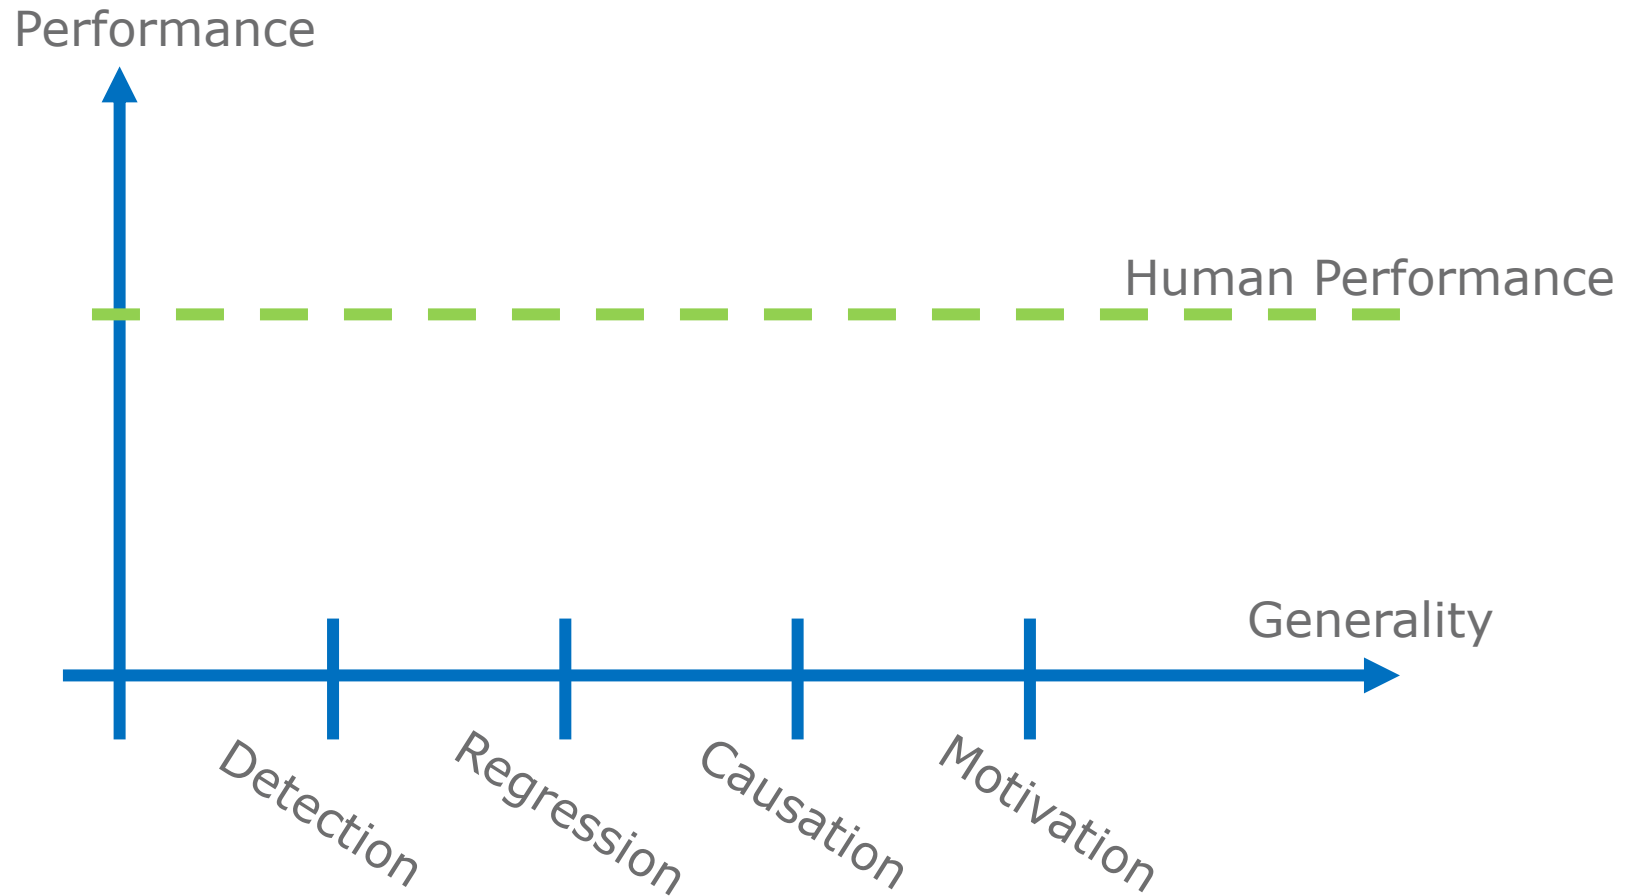 Performance
Human Performance
Generality
Detection
Regression
Causation
Motivation